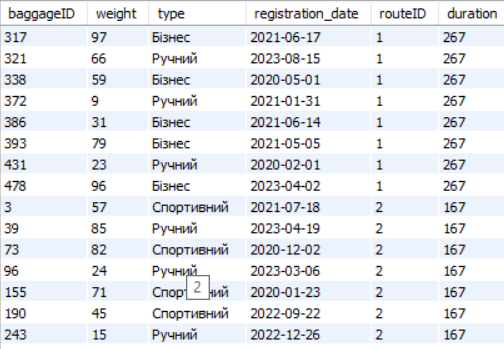 baggageID weight type registration_date routeID duration
317 97 Бізнес 2021-06-17 1 267
321 66 Ручний 2023-08-15 1 267
338 59 Бізнес 2020-05-01 1 267
372 9 Ручний 2021-01-31 1 267
386 31 Бізнес 2021-06-14 1 267
393 79 Бізнес 2021-05-05 1 267
431 23 Ручний 2020-02-01 1 267
478 96 Бізнес 2023-04-02 1 267
3 57 Спортивний 2021-07-18 2 167
39 85 Ручний 2023-04-19 2 167
73 82 Спортивний 2020-12-02 2 167
96 24 Ручний 2023-03-06 2 167
2
155 71 2020-01-23 2 167
190 45 Спортивний 2022-09-22 2 167
243 15 Ручний 2022-12-26 2 167